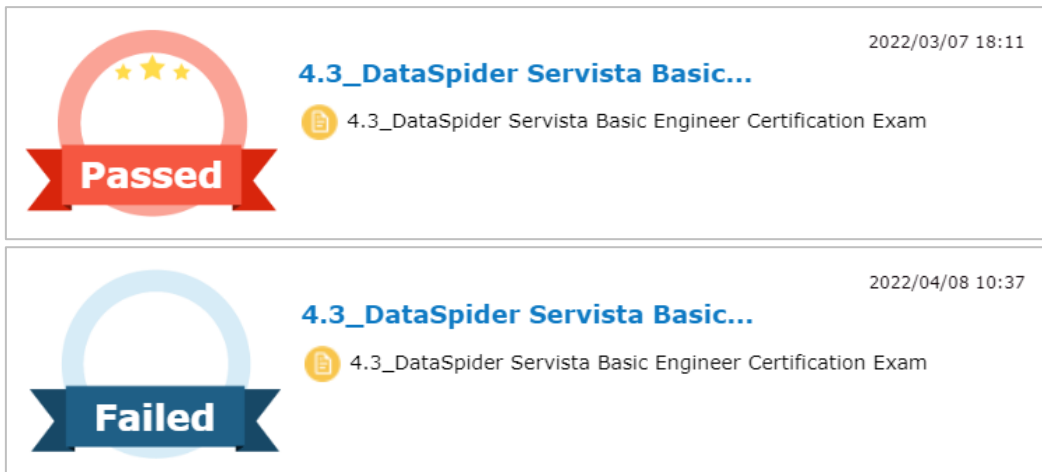 2022/03/07 18:11
4.3_DataSpider Servista Basic...
4.3_DataSpider Servista Basic Engineer Certification Exam
Passed
2022/04/08 10:37
4.3_DataSpider Servista Basic...
4.3_DataSpider Servista Basic Engineer Certification Exam
Failed